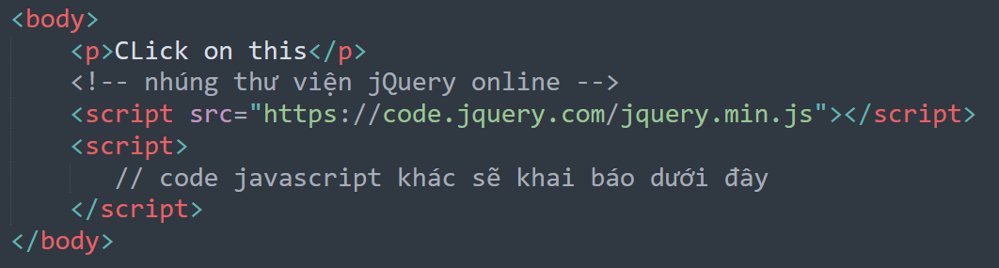 <body>
<p>CLick on this</p>
<!-- nhúng thư viện jQuery online -->
<script src="https://code.jquery.com/jquery.min.js"></script>
<script>
// code javascript khác sẽ khai báo dưới đây
</script>
</body>